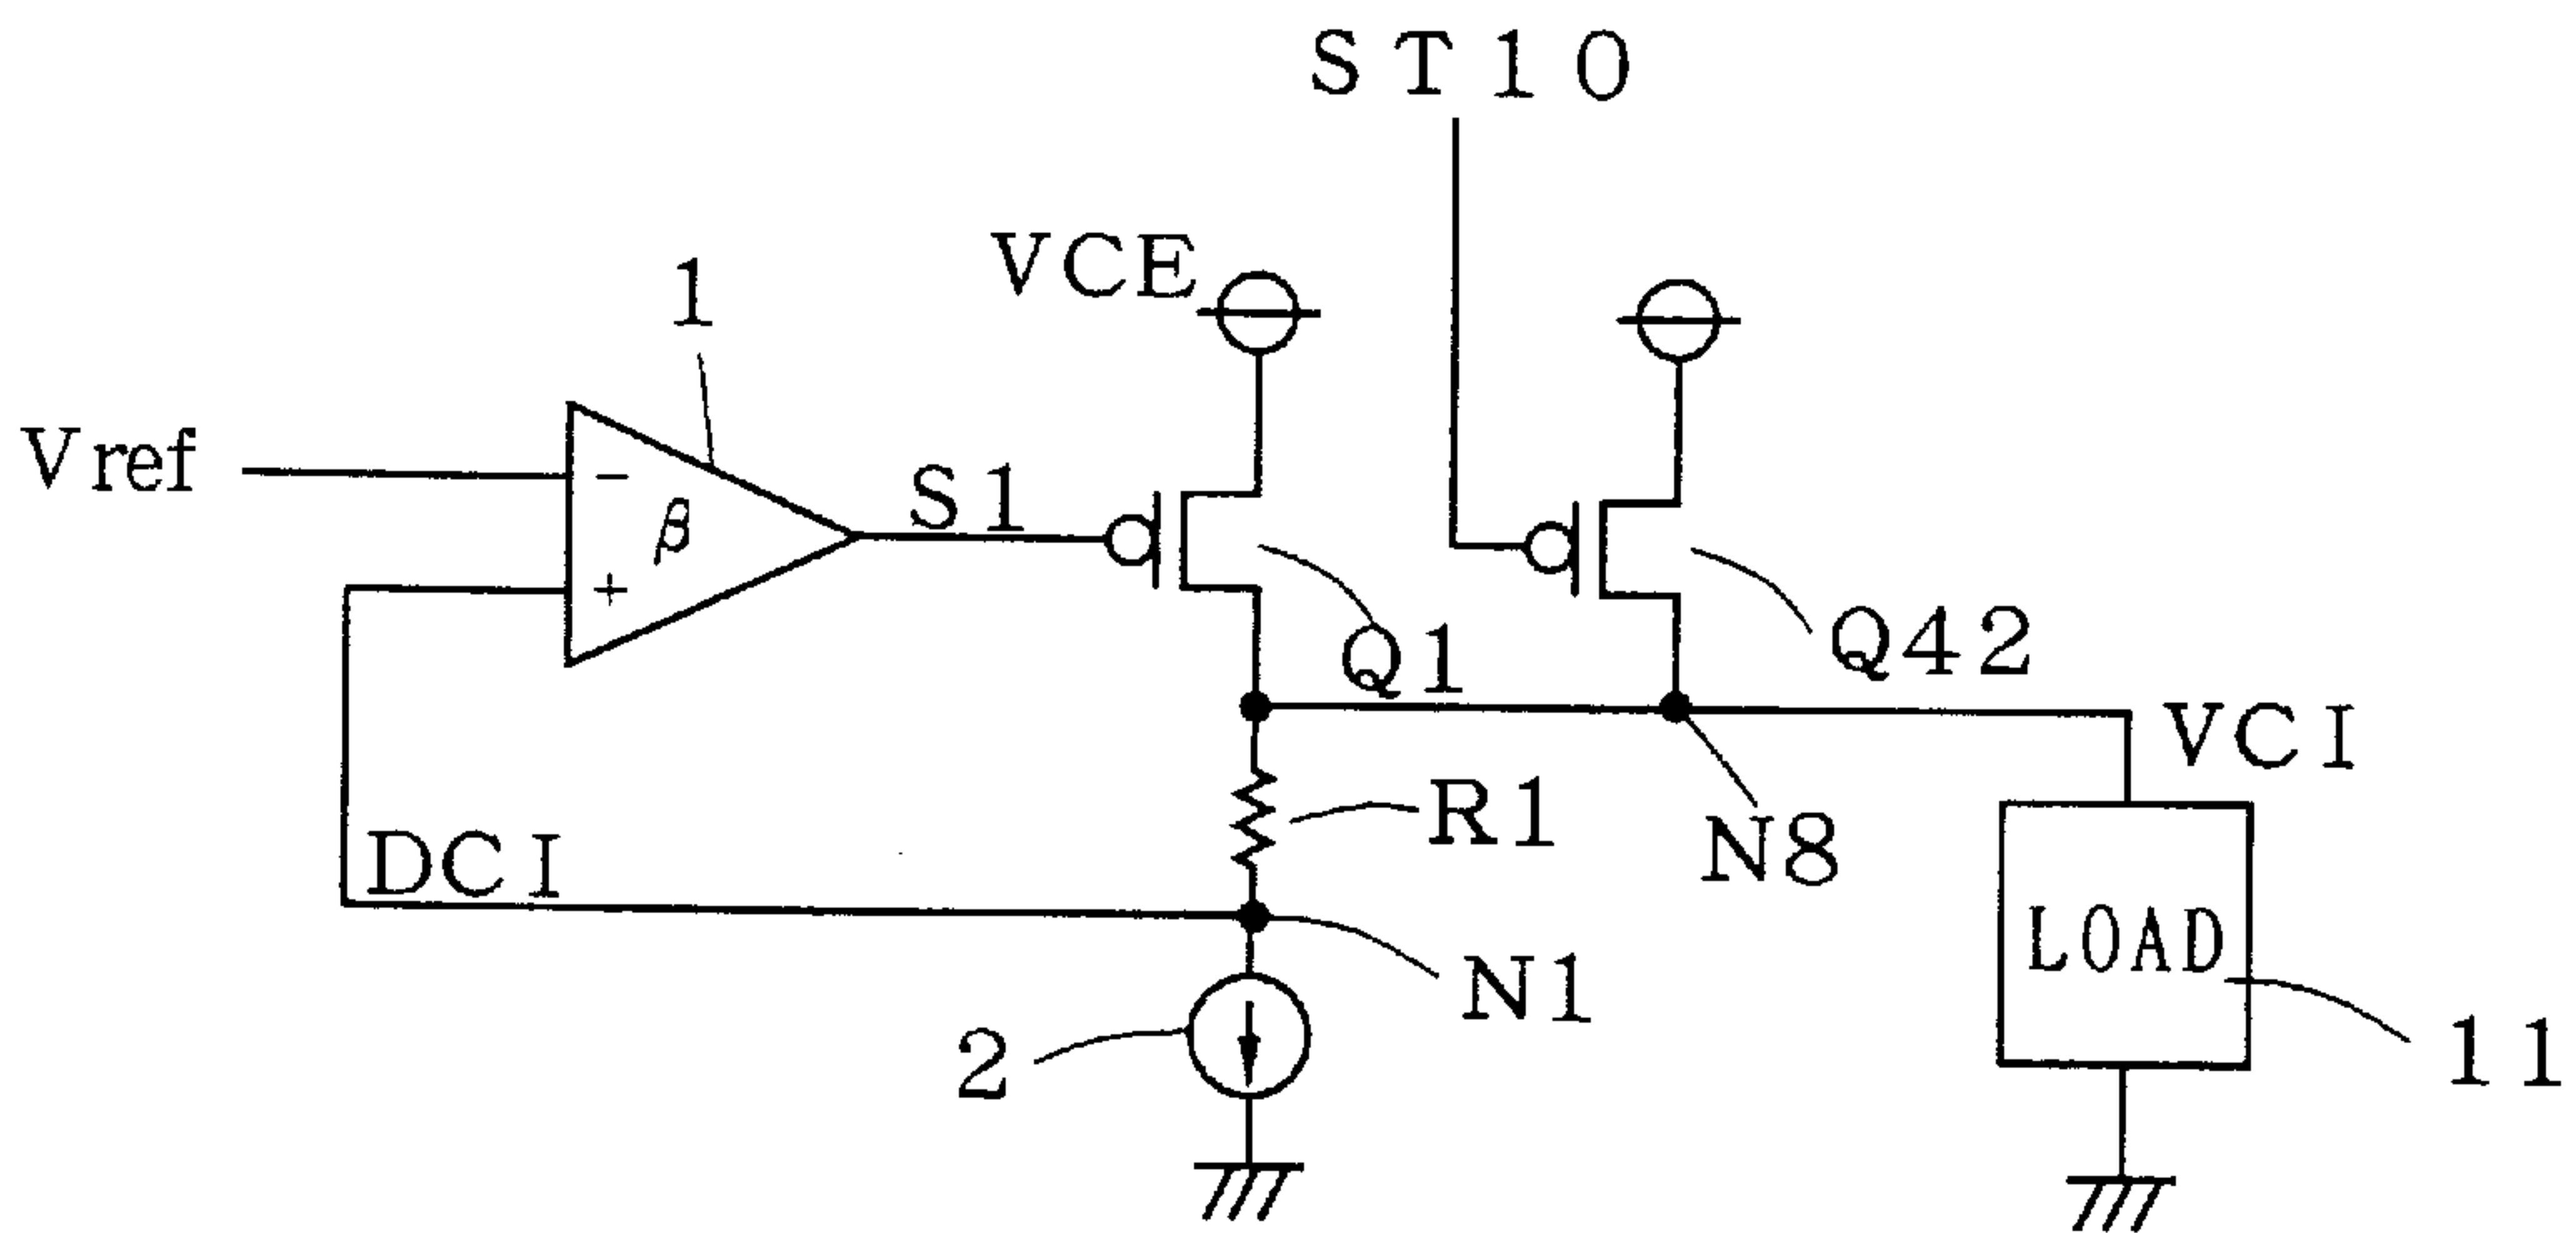 ST10
VCE
1
Vref
S1
-
β
+
Q1
Q42
VCI
R1
N8
DCI
LOAD
N1
2
11